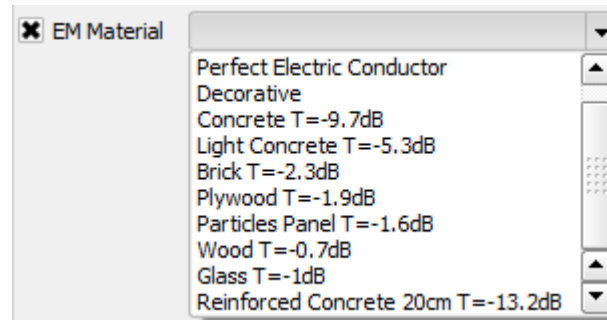 EM Material
Perfect Electric Conductor
Decorative
Concrete T=-9.7dB
Light Concrete T=-5.3dB
Brick T=-2.3dB
Plywood T=-1.9dB
Particles Panel T=-1.6dB
Wood T=-0.7dB
Glass T=-1dB
Reinforced Concrete 20cm T=-13.2dB